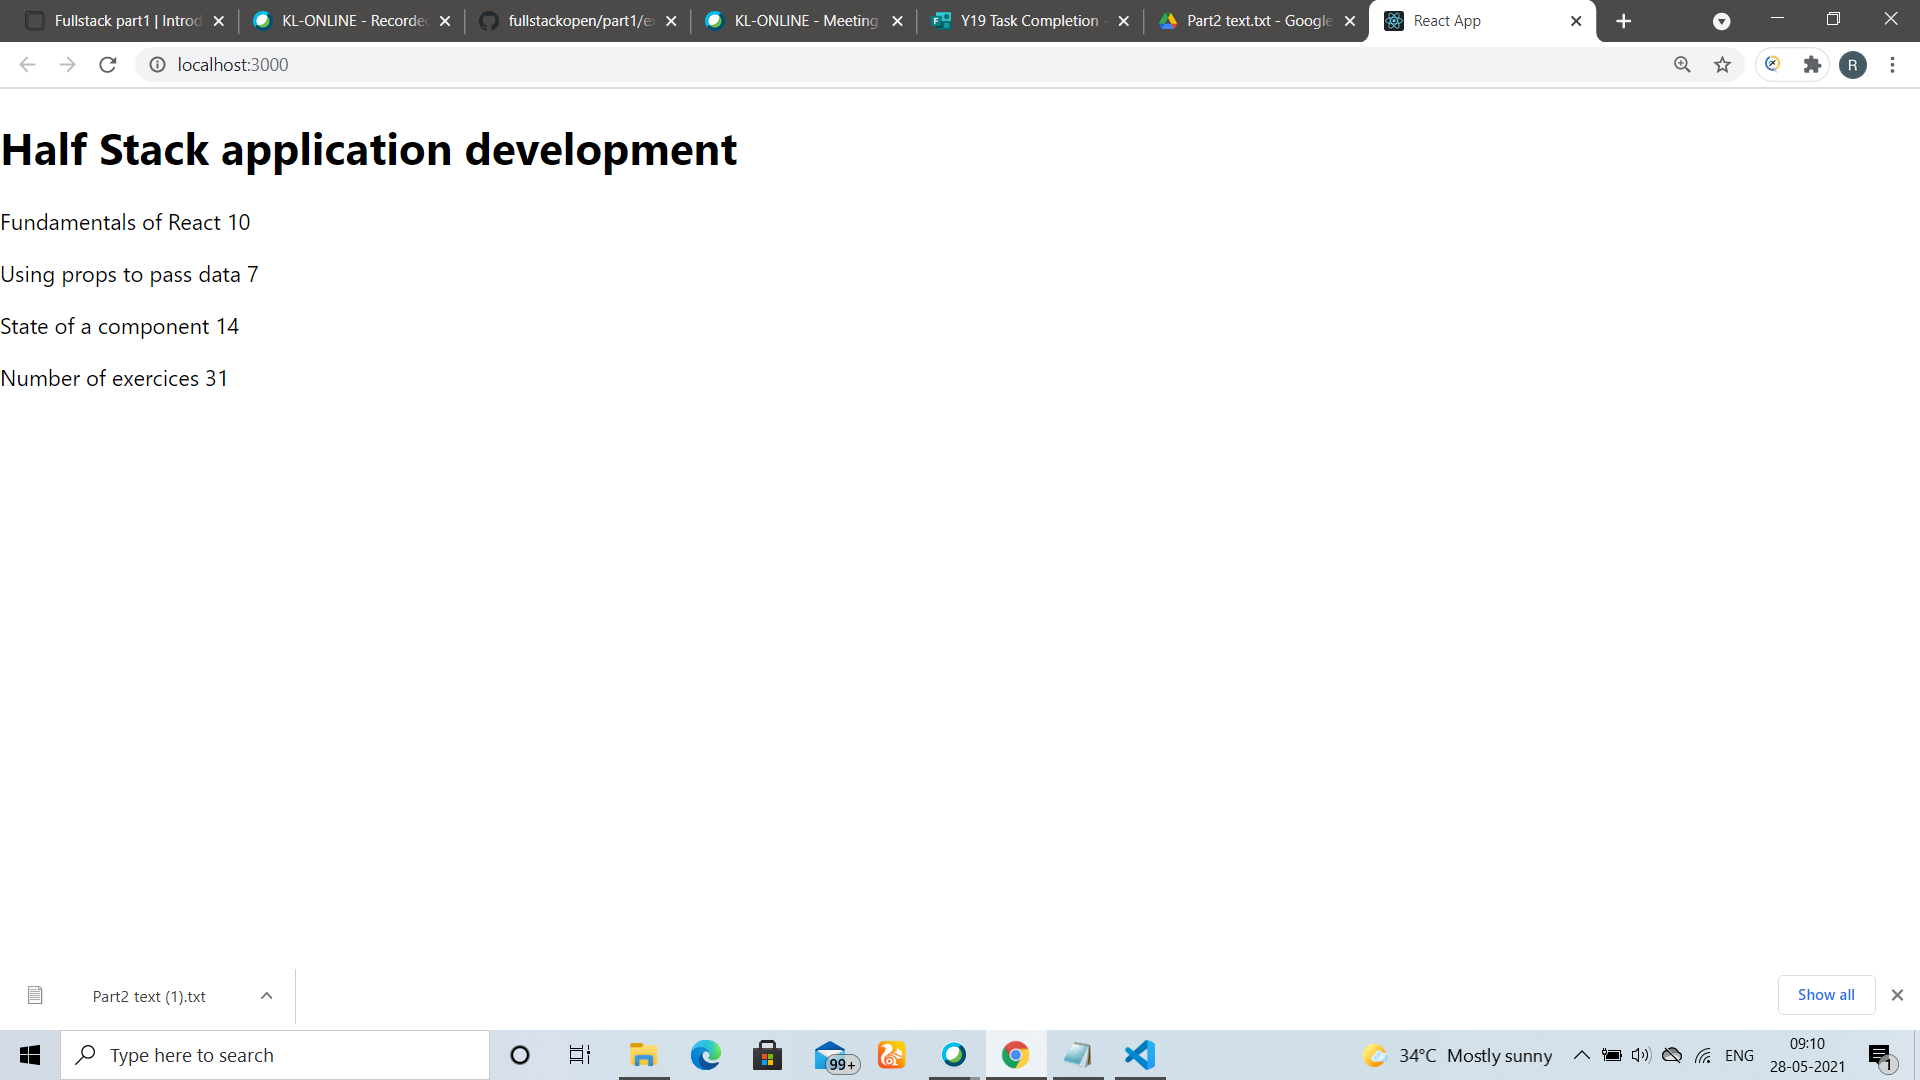 Fullstack part1 | Introd
KL-ONLINE - Recorde
fullstackopen/part1/e
KL-ONLINE - Meeting
Y19 Task Completion
Part2 text.txt - Google
React App
localhost:3000
R
Half Stack application development
Fundamentals of React 10
Using props to pass data 7
State of a component 14
Number of exercices 31
Part2 text (1).txt
Show all
Type here to search
99+
34°C Mostly sunny
ENG
09:10
28-05-2021
1